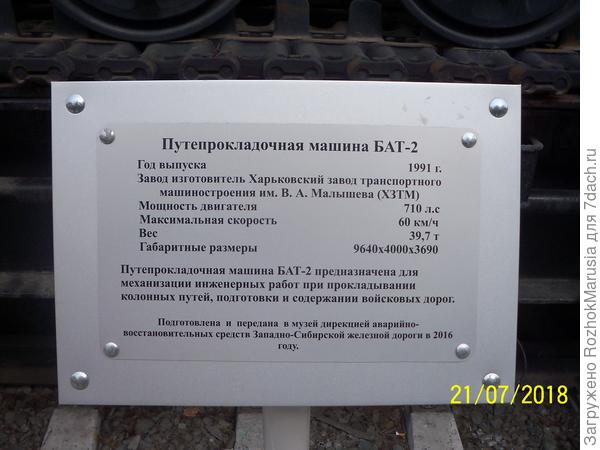 Путепрокладочная машина БАТ-2
Год выпуска 1991 г.
Завод изготовитель Харьковский завод транспортного
машиностроения им. В. А. Малышева (ХЗТМ)
Мощность двигателя 710 л.с
Максимальная скорость 60 км/ч
Вес 39,7 т
Габаритные размеры 9640х4000х3690
Путепрокладочная машина БАТ-2 предназначена для
механизации инженерных работ при прокладывании
колонных путей, подготовки и содержании войсковых дорог.
Подготовлена и передана в музей дирекцией аварийно-
восстановительных средств Западно-Сибирской железной дороги в 2016
году.
21/07/2018
Загружено RozhokMarusia для 7dach.ru